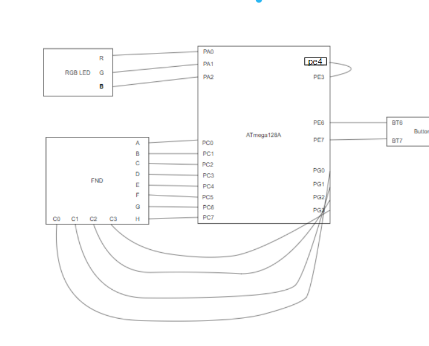 RGB LED
R
G
B
PA0
PA1
PA2
pe4
PE3
ATmega128A
PE6
PE7
BT6
BT7
Button
FND
A
B
C
D
E
F
G
H
C0 C1 C2 C3
PC0
PC1
PC2
PC3
PC4
PC5
PC6
PC7
PG0
PG1
PG2
PG3